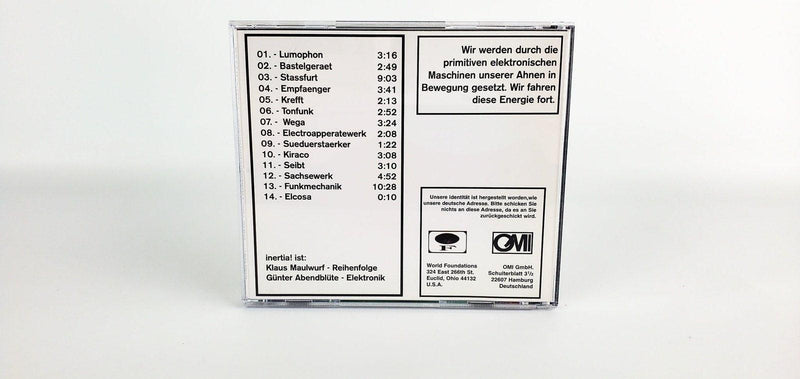 01. - Lumophon 3:16
02. - Bastelgeraet 2:49
03. - Stassfurt 9:03
04. - Empfaenger 3:41
05. - Krefft 2:13
06. - Tonfunk 2:52
07. - Wega 3:24
08. - Electroapperatewerk 2:08
09. - Sueduerstaerker 1:22
10. - Kiraco 3:08
11. - Seibt 3:10
12. - Sachsewerk 4:52
13. - Funkmechanik 10:28
14. - Elcosa 0:10
inertia! ist:
Klaus Maulwurf - Reihenfolge
Günter Abendblüte - Elektronik
Wir werden durch die
primitiven elektronischen
Maschinen unserer Ahnen in
Bewegung gesetzt. Wir fahren
diese Energie fort.
Unsere identität ist hergestellt worden,wie
unsere deutsche Adresse. Bitte schicken Sie
nichts an diese Adresse, da es an Sie
zurückgeschickt wird.
F
OMI
World Foundations
324 East 266th St.
Euclid, Ohio 44132
U.S.A.
OMI GmbH.
Schulterblatt 3½
22607 Hamburg
Deutschland